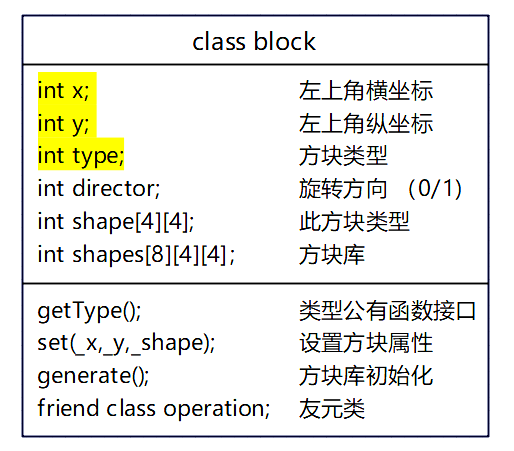 class block
int x; 左上角横坐标
int y; 左上角纵坐标
int type; 方块类型
int director; 旋转方向 （0/1）
int shape[4][4]; 此方块类型
int shapes[8][4][4]; 方块库
getType(); 类型公有函数接口
set(_x,_y,_shape); 设置方块属性
generate(); 方块库初始化
friend class operation; 友元类